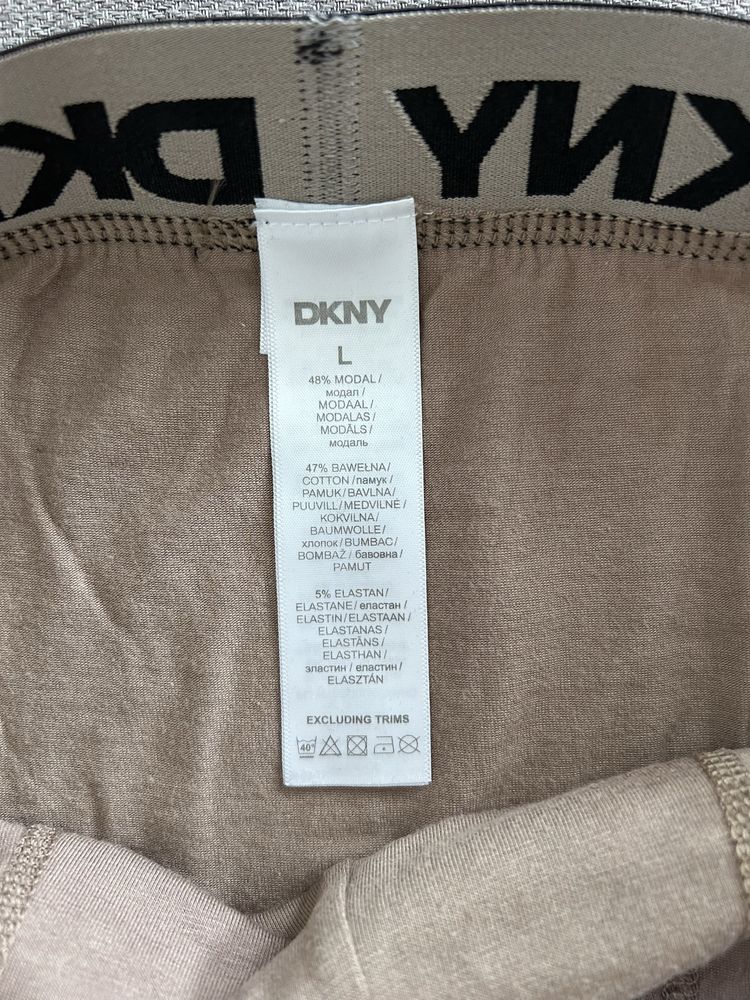 DKNY
DKNY
DKNY
L
48% MODAL /
модал /
MODAAL /
MODALAS /
MODĀLS /
модаль
47% BAWEŁNA/
COTTON /памук /
PAMUK / BAVLNA /
PUUVILL / MEDVILNĖ /
KOKVILNA /
BAUMWOLLE /
хлопок / BUMBAC /
BOMBAŽ / бавовна /
PAMUT
5% ELASTAN /
ELASTANE / еластан /
ELASTIN / ELASTAAN /
ELASTANAS /
ELASTĀNS /
ELASTHAN /
эластин / еластин /
ELASZTÁN
EXCLUDING TRIMS
40°